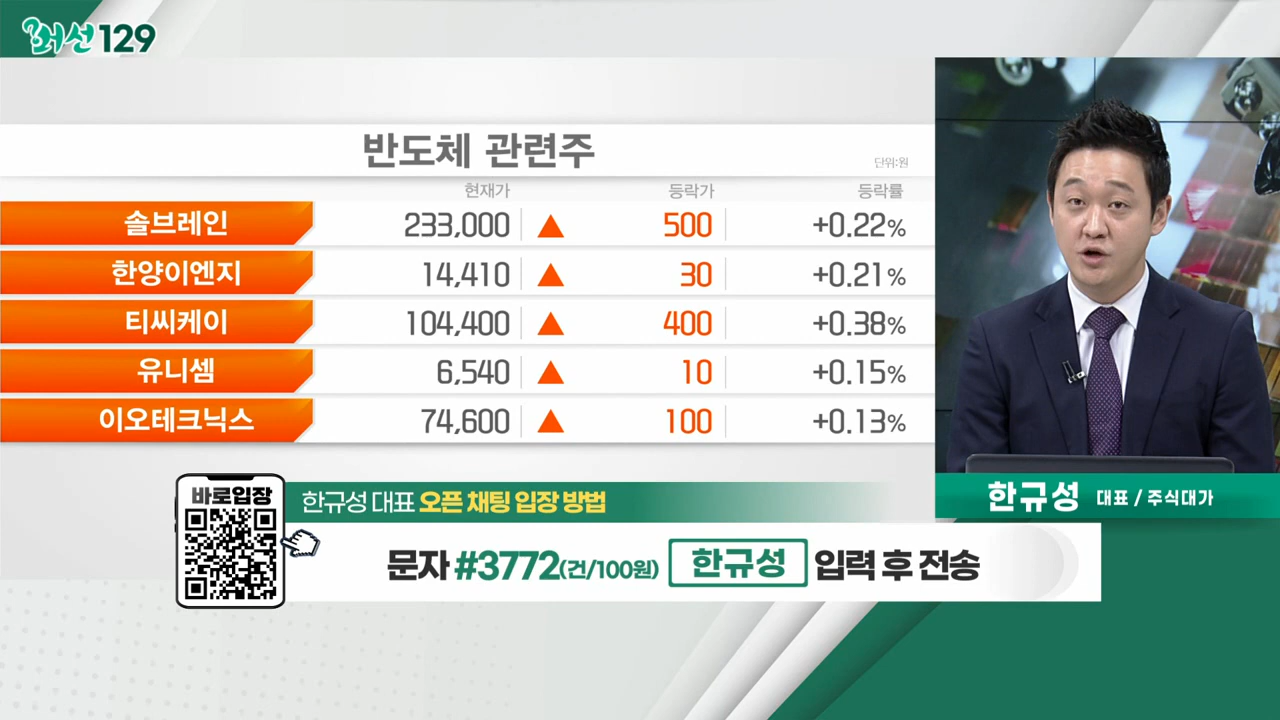 머선129
반도체 관련주
단위:원
현재가 등락가 등락률
솔브레인 233,000 ▲ 500 +0.22%
한양이엔지 14,410 ▲ 30 +0.21%
티씨케이 104,400 ▲ 400 +0.38%
유니셈 6,540 ▲ 10 +0.15%
이오테크닉스 74,600 ▲ 100 +0.13%
한규성 대표 / 주식대가
바로입장
한규성 대표 오픈 채팅 입장 방법
문자 #3772(건/100원) 한규성 입력 후 전송